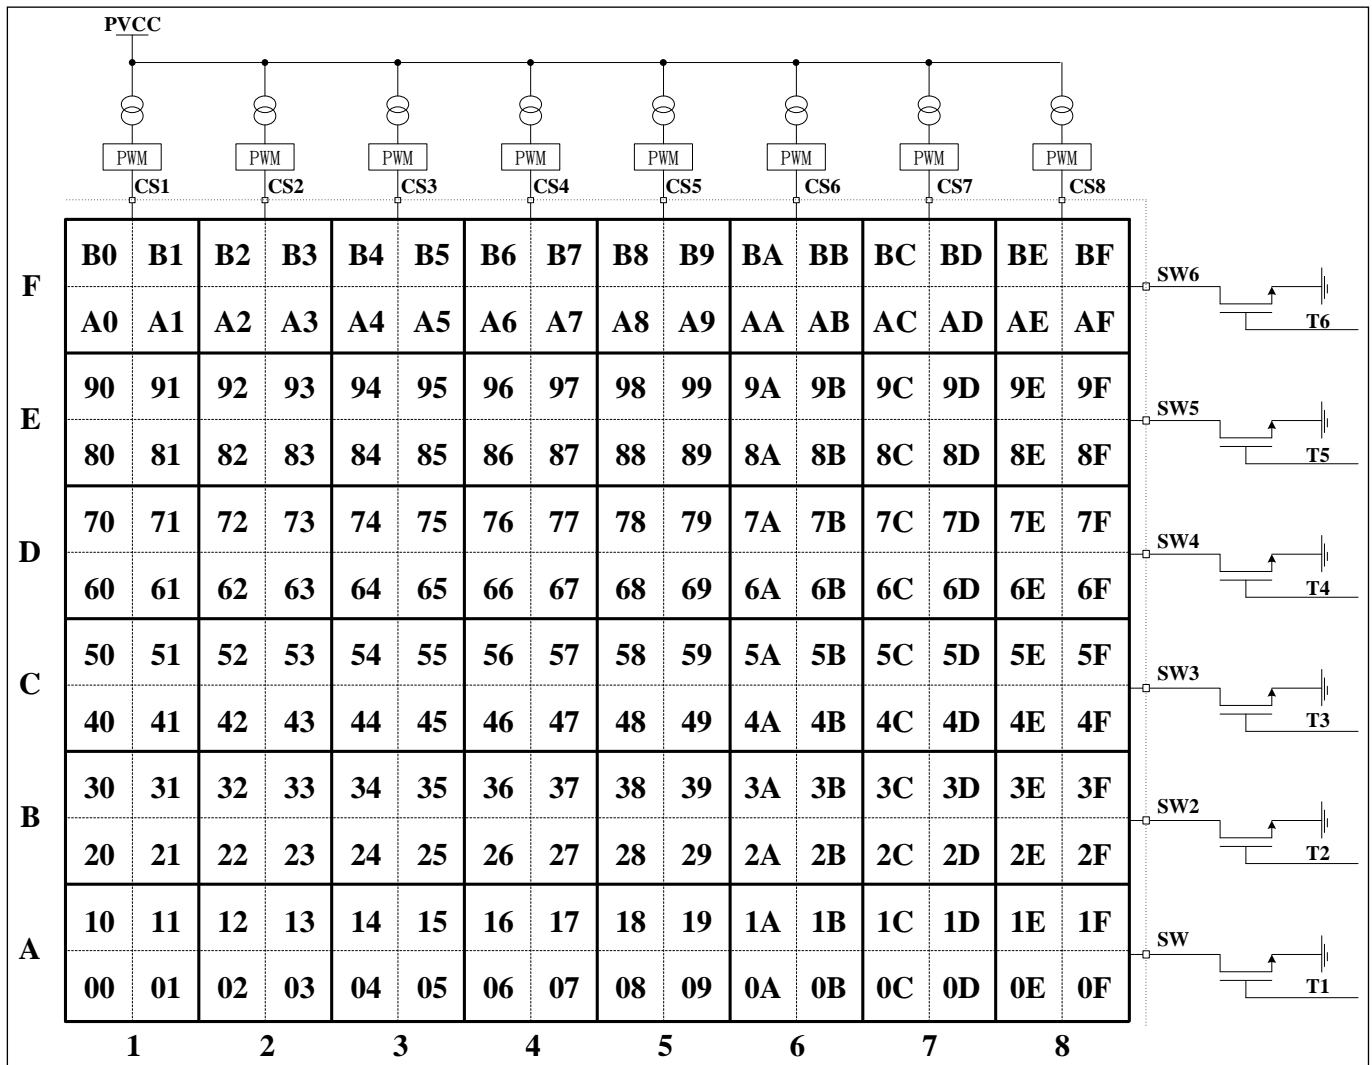 PVCC
PWM PWM PWM PWM PWM PWM PWM PWM
CS1 CS2 CS3 CS4 CS5 CS6 CS7 CS8
B0 B1 B2 B3 B4 B5 B6 B7 B8 B9 BA BB BC BD BE BF
SW6
F
A0 A1 A2 A3 A4 A5 A6 A7 A8 A9 AA AB AC AD AE AF
T6
90 91 92 93 94 95 96 97 98 99 9A 9B 9C 9D 9E 9F
SW5
E
80 81 82 83 84 85 86 87 88 89 8A 8B 8C 8D 8E 8F
T5
70 71 72 73 74 75 76 77 78 79 7A 7B 7C 7D 7E 7F
SW4
D
60 61 62 63 64 65 66 67 68 69 6A 6B 6C 6D 6E 6F
T4
50 51 52 53 54 55 56 57 58 59 5A 5B 5C 5D 5E 5F
SW3
C
40 41 42 43 44 45 46 47 48 49 4A 4B 4C 4D 4E 4F
T3
30 31 32 33 34 35 36 37 38 39 3A 3B 3C 3D 3E 3F
SW2
B
20 21 22 23 24 25 26 27 28 29 2A 2B 2C 2D 2E 2F
T2
10 11 12 13 14 15 16 17 18 19 1A 1B 1C 1D 1E 1F
SW
A
00 01 02 03 04 05 06 07 08 09 0A 0B 0C 0D 0E 0F
T1
1 2 3 4 5 6 7 8